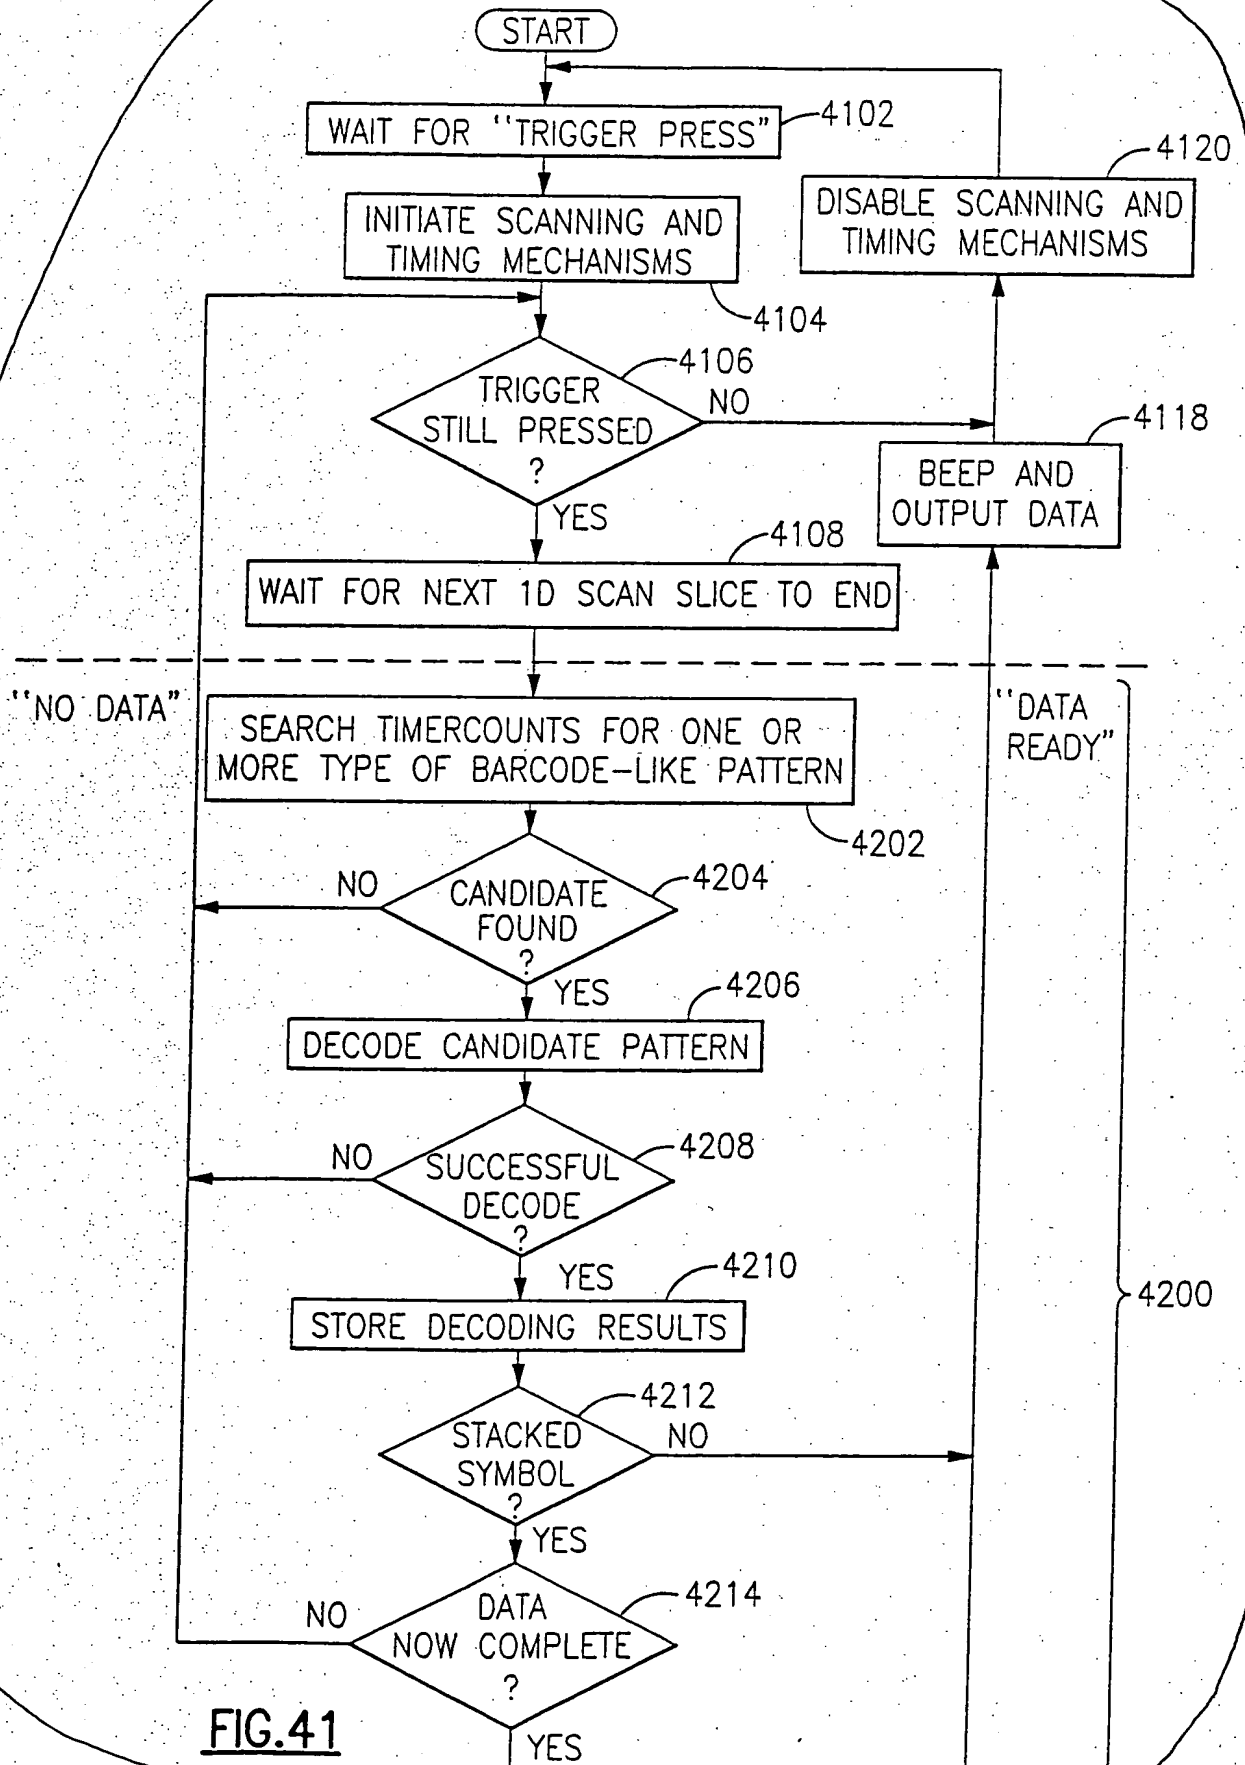 START
WAIT FOR "TRIGGER PRESS"
4102
INITIATE SCANNING AND
TIMING MECHANISMS
4104
DISABLE SCANNING AND
TIMING MECHANISMS
4120
TRIGGER
STILL PRESSED
?
4106
NO
YES
BEEP AND
OUTPUT DATA
4118
WAIT FOR NEXT 1D SCAN SLICE TO END
4108
"NO DATA"
"DATA
READY"
SEARCH TIMERCOUNTS FOR ONE OR
MORE TYPE OF BARCODE-LIKE PATTERN
4202
CANDIDATE
FOUND
?
4204
NO
YES
DECODE CANDIDATE PATTERN
4206
SUCCESSFUL
DECODE
?
4208
NO
YES
STORE DECODING RESULTS
4210
4200
STACKED
SYMBOL
?
4212
NO
YES
DATA
NOW COMPLETE
?
4214
NO
YES
FIG.41